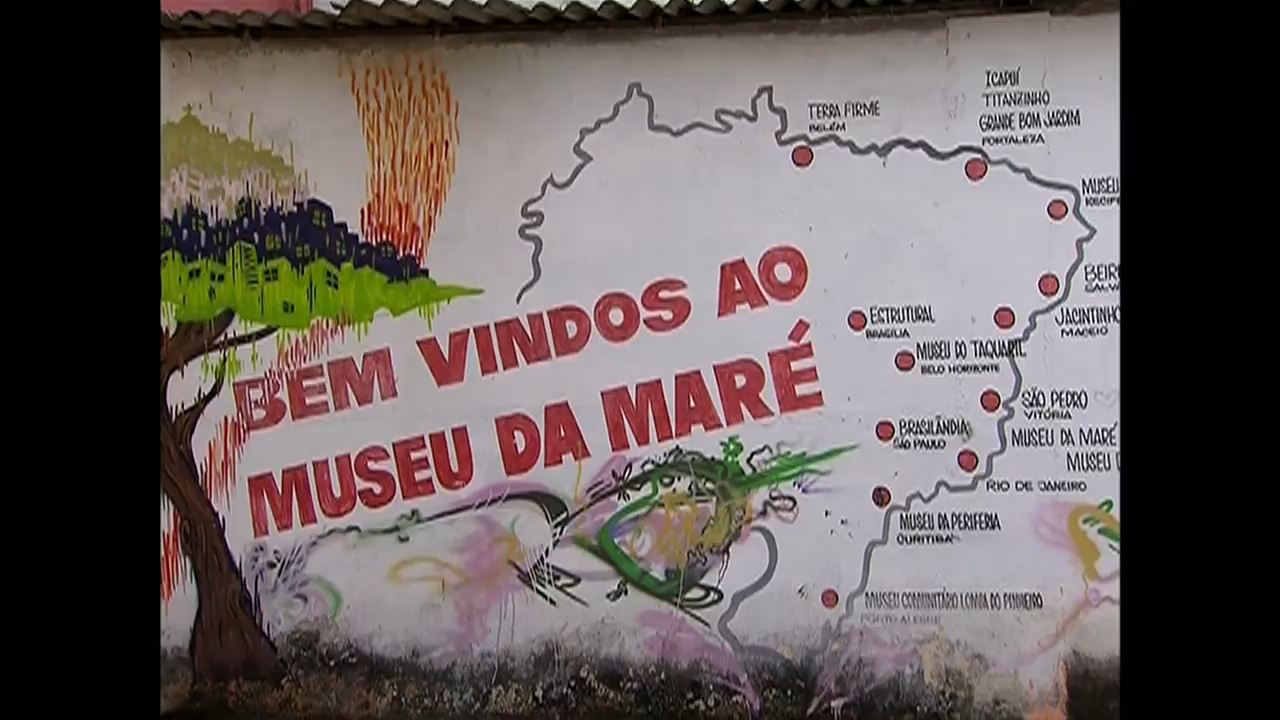 ICAPUÍ
TITANZINHO
GRANDE BOM JARDIM
FORTALEZA
TERRA FIRME
BELÉM
MUSEU
RECIFE
BEM VINDOS AO
MUSEU DA MARÉ
JACINTINHO
MACEIÓ
ESTRUTURAL
BRASÍLIA
MUSEU DO TAQUARIL
BELO HORIZONTE
SÃO PEDRO
VITÓRIA
BRASILÂNDIA
SÃO PAULO
MUSEU DA MARÉ
MUSEU
RIO DE JANEIRO
MUSEU DA PERIFERIA
CURITIBA
MUSEU COMUNITÁRIO LOMBA DO PINHEIRO
PORTO ALEGRE